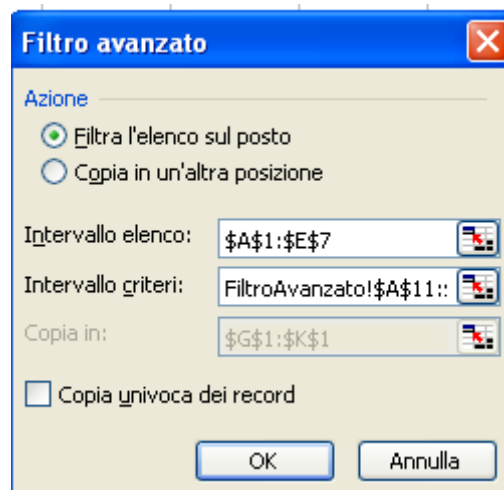 Filtro avanzato
Azione
Filtra l'elenco sul posto
Copia in un'altra posizione
Intervallo elenco: $A$1:$E$7
Intervallo criteri: FiltroAvanzato!$A$11::
Copia in: $G$1:$K$1
Copia univoca dei record
OK Annulla